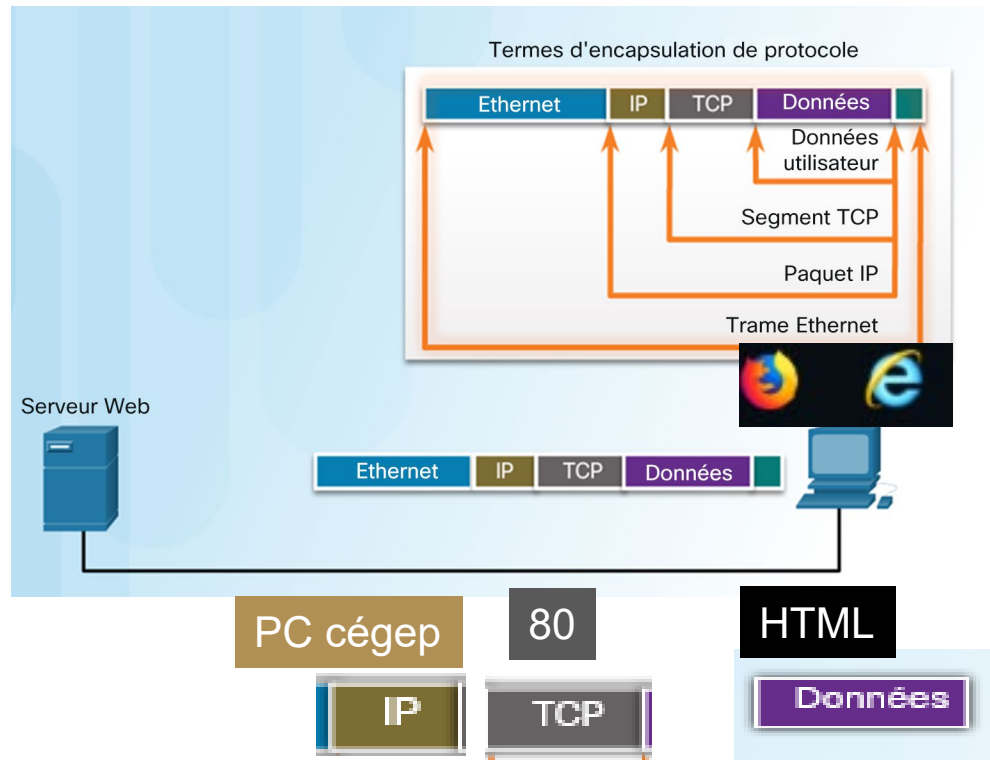 Termes d'encapsulation de protocole
Ethernet IP TCP Données
Données
utilisateur
Segment TCP
Paquet IP
Trame Ethernet
Serveur Web
Ethernet IP TCP Données
PC cégep 80 HTML
IP TCP Données